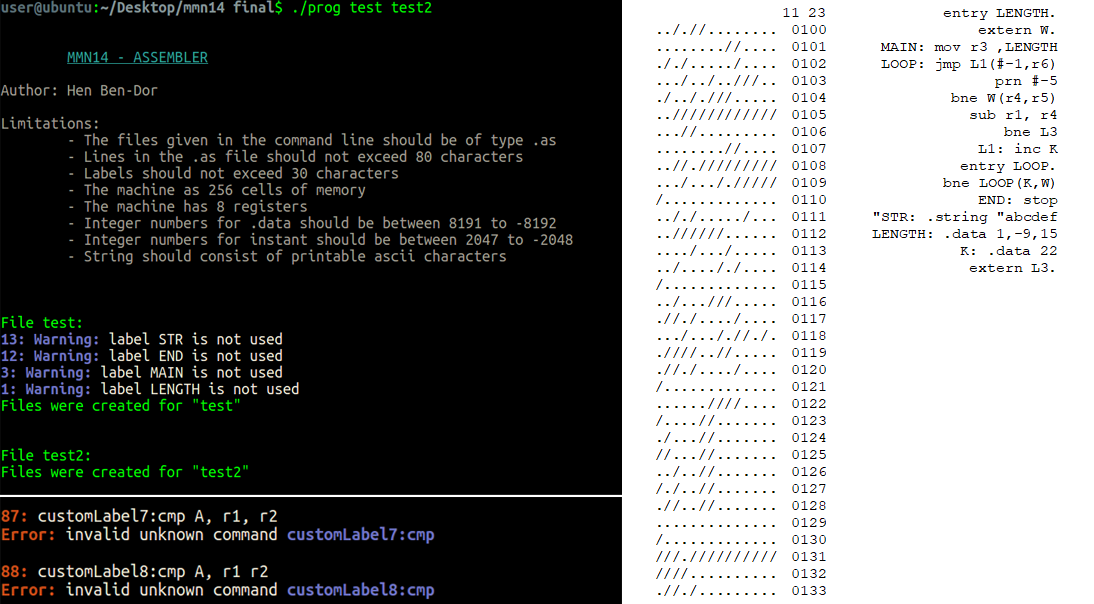 user@ubuntu:~/Desktop/mmn14 final$ ./prog test test2
MMN14 - ASSEMBLER
Author: Hen Ben-Dor
Limitations:
- The files given in the command line should be of type .as
- Lines in the .as file should not exceed 80 characters
- Labels should not exceed 30 characters
- The machine as 256 cells of memory
- The machine has 8 registers
- Integer numbers for .data should be between 8191 to -8192
- Integer numbers for instant should be between 2047 to -2048
- String should consist of printable ascii characters
File test:
13: Warning: label STR is not used
12: Warning: label END is not used
3: Warning: label MAIN is not used
1: Warning: label LENGTH is not used
Files were created for "test"
File test2:
Files were created for "test2"
87: customLabel7:cmp A, r1, r2
Error: invalid unknown command customLabel7:cmp
88: customLabel8:cmp A, r1 r2
Error: invalid unknown command customLabel8:cmp
11 23
.././/........ 0100
........//.... 0101
././...../.... 0102
.../../..///.. 0103
./.././//..... 0104
..//////////// 0105
...//......... 0106
........//.... 0107
..//.///////// 0108
.../..././//// 0109
/............. 0110
.././...../... 0111
..//////...... 0112
..../.../..... 0113
../...././.... 0114
/............. 0115
../...///..... 0116
.//./..../.... 0117
.../..././/./. 0118
.////..//..... 0119
.//./..../.... 0120
/............. 0121
......////.... 0122
/....//....... 0123
./...//....... 0124
//...//....... 0125
../..//....... 0126
/./..//....... 0127
.//..//....... 0128
.............. 0129
/............. 0130
///.////////// 0131
////.......... 0132
.//./......... 0133
entry LENGTH.
extern W.
MAIN: mov r3 ,LENGTH
LOOP: jmp L1(#-1,r6)
prn #-5
bne W(r4,r5)
sub r1, r4
bne L3
L1: inc K
entry LOOP.
bne LOOP(K,W)
END: stop
"STR: .string "abcdef
LENGTH: .data 1,-9,15
K: .data 22
extern L3.